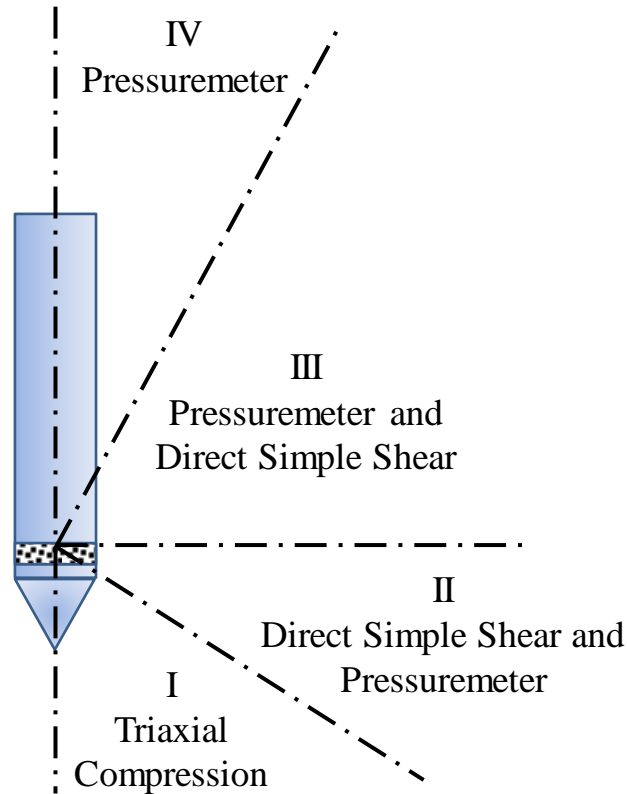 IV
Pressuremeter
III
Pressuremeter and
Direct Simple Shear
II
Direct Simple Shear and
Pressuremeter
I
Triaxial
Compression